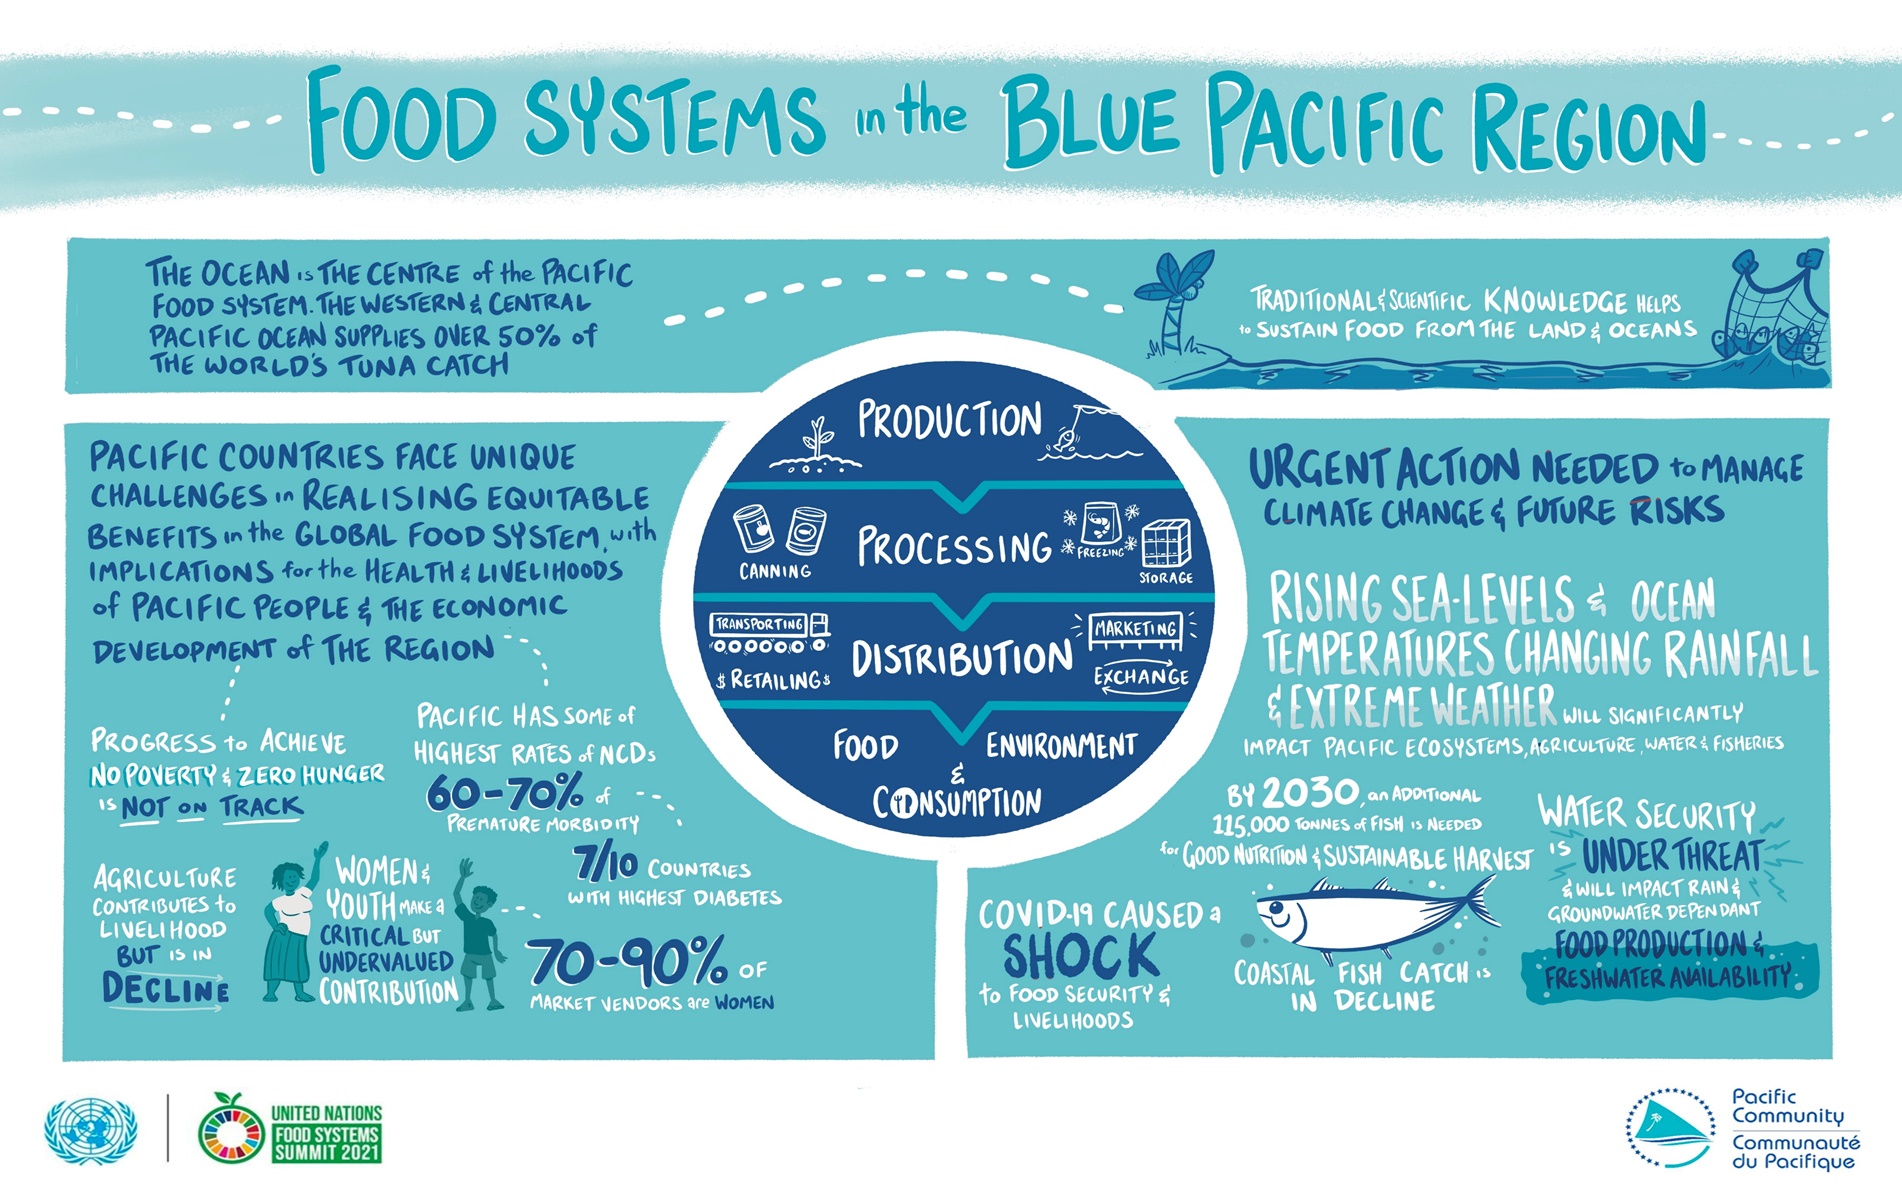 FOOD SYSTEMS in the BLUE PACIFIC REGION
THE OCEAN is THE CENTRE of the PACIFIC
FOOD SYSTEM. THE WESTERN & CENTRAL
PACIFIC OCEAN SUPPLIES OVER 50% of
THE WORLD'S TUNA CATCH
TRADITIONAL & SCIENTIFIC KNOWLEDGE HELPS
to SUSTAIN FOOD FROM THE LAND & OCEANS
PACIFIC COUNTRIES FACE UNIQUE
CHALLENGES in REALISING EQUITABLE
BENEFITS in the GLOBAL FOOD SYSTEM, with
IMPLICATIONS for the HEALTH & LIVELIHOODS
of PACIFIC PEOPLE & THE ECONOMIC
DEVELOPMENT of THE REGION
PROGRESS to ACHIEVE
NO POVERTY & ZERO HUNGER
IS NOT ON TRACK
PACIFIC HAS SOME of
HIGHEST RATES of NCDs
60-70% of
PREMATURE MORBIDITY
7/10 COUNTRIES
WITH HIGHEST DIABETES
AGRICULTURE
CONTRIBUTES to
LIVELIHOOD
BUT IS IN
DECLINE
WOMEN &
YOUTH MAKE A
CRITICAL BUT
UNDERVALUED
CONTRIBUTION
70-90% OF
MARKET VENDORS are WOMEN
PRODUCTION
PROCESSING
CANNING
FREEZING
STORAGE
DISTRIBUTION
TRANSPORTING
$ RETAILING $
MARKETING
EXCHANGE
FOOD ENVIRONMENT
&
CONSUMPTION
URGENT ACTION NEEDED to MANAGE
CLIMATE CHANGE & FUTURE RISKS
RISING SEA-LEVELS & OCEAN
TEMPERATURES CHANGING RAINFALL
& EXTREME WEATHER WILL SIGNIFICANTLY
IMPACT PACIFIC ECOSYSTEMS, AGRICULTURE, WATER & FISHERIES
BY 2030, an ADDITIONAL
115,000 TONNES of FISH IS NEEDED
for GOOD NUTRITION & SUSTAINABLE HARVEST
COASTAL FISH CATCH IS
IN DECLINE
WATER SECURITY
IS UNDER THREAT
& WILL IMPACT RAIN &
GROUNDWATER DEPENDANT
FOOD PRODUCTION &
FRESHWATER AVAILABILITY
COVID-19 CAUSED a
SHOCK
to FOOD SECURITY &
LIVELIHOODS
UNITED NATIONS
FOOD SYSTEMS
SUMMIT 2021
Pacific
Community
Communauté
du Pacifique